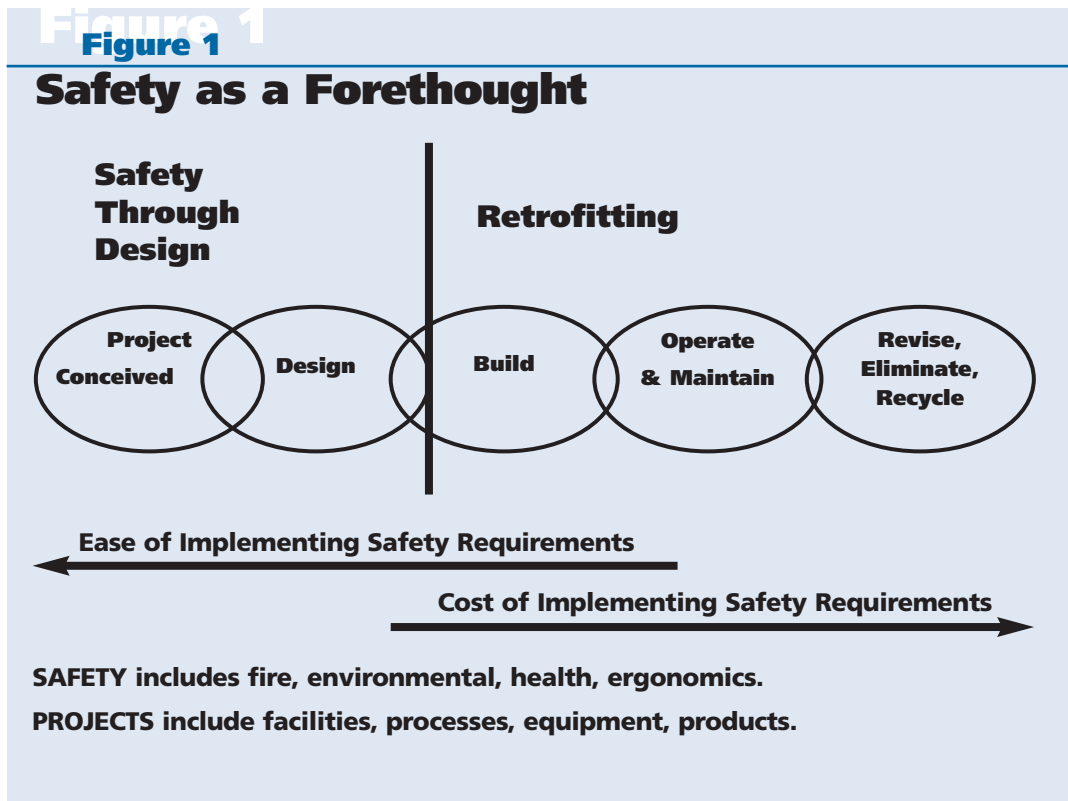 Figure 1
Figure 1
Safety as a Forethought
Safety
Through
Design
Retrofitting
Project
Conceived
Design
Build
Operate
& Maintain
Revise,
Eliminate,
Recycle
Ease of Implementing Safety Requirements
Cost of Implementing Safety Requirements
SAFETY includes fire, environmental, health, ergonomics.
PROJECTS include facilities, processes, equipment, products.